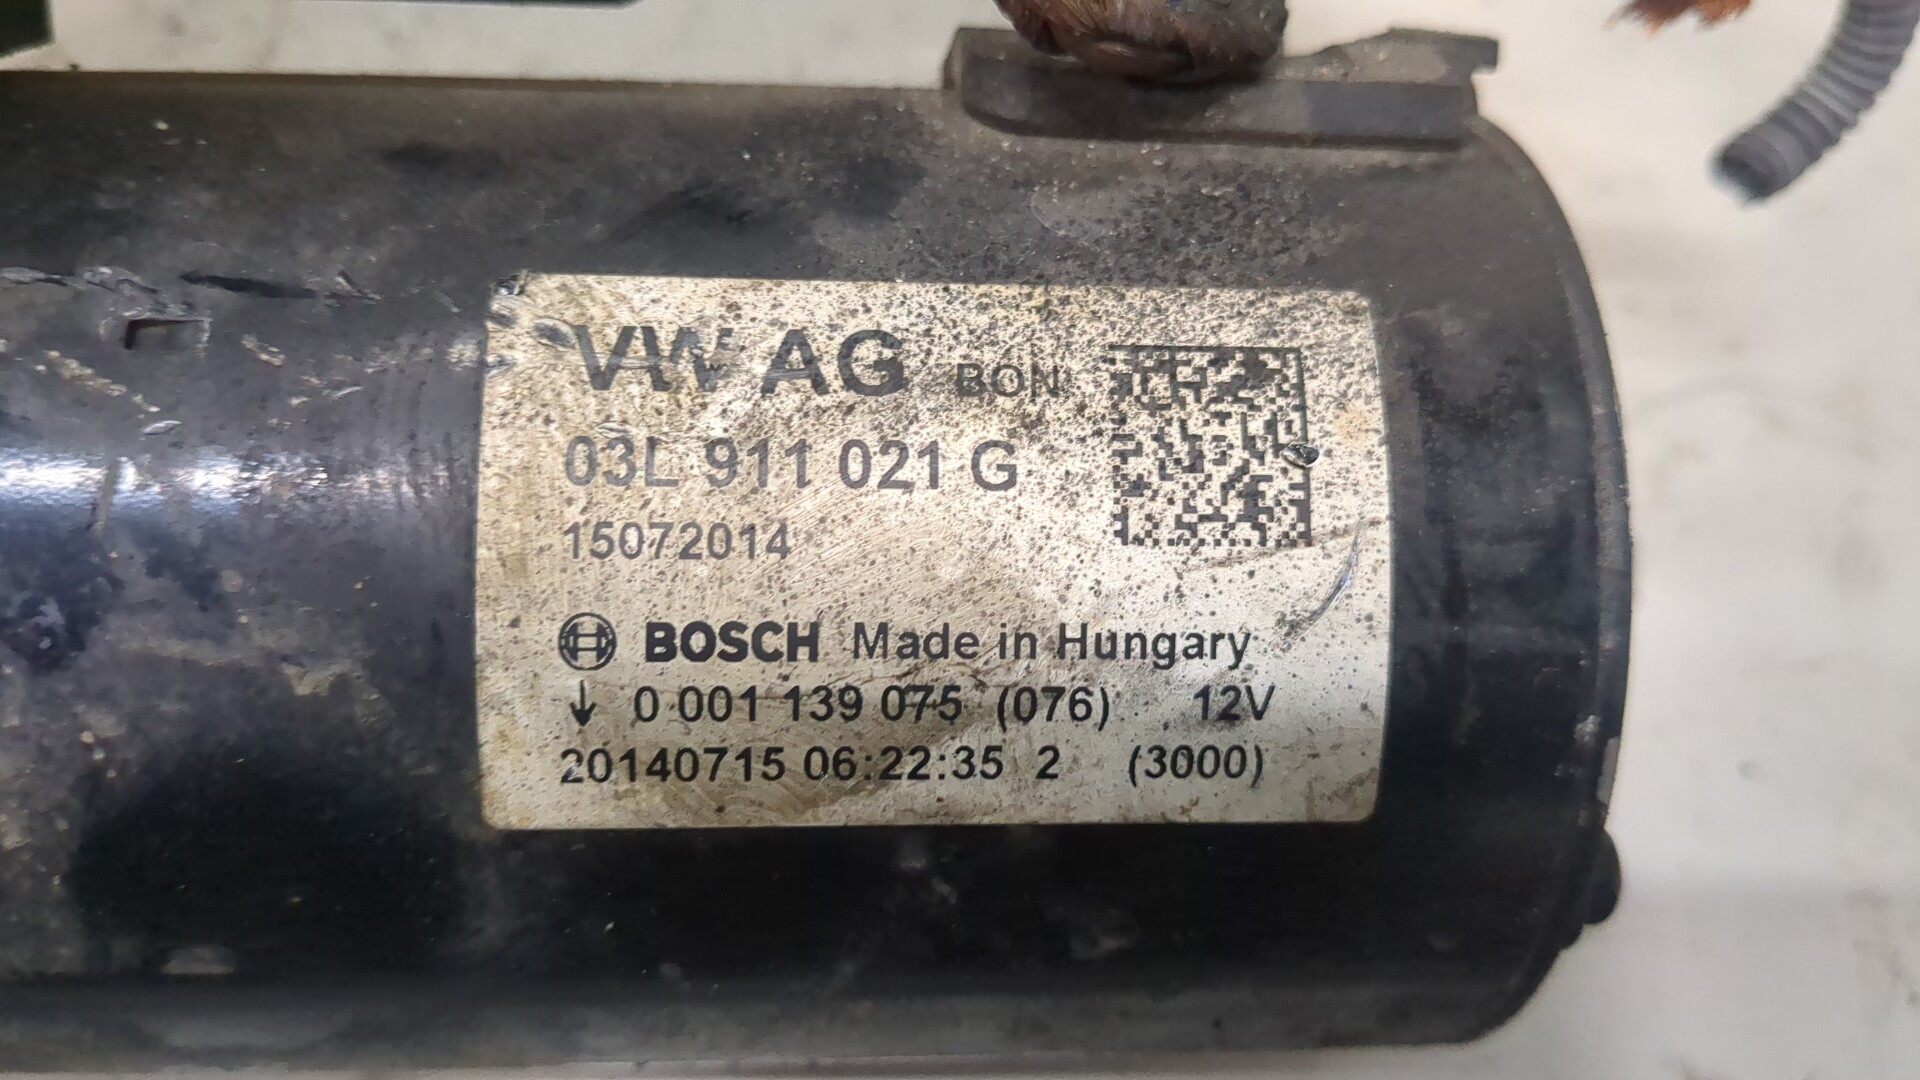 VW AG BON
03L 911 021 G
15072014
BOSCH Made in Hungary
↓ 0 001 139 075 (076) 12V
20140715 06:22:35 2 (3000)